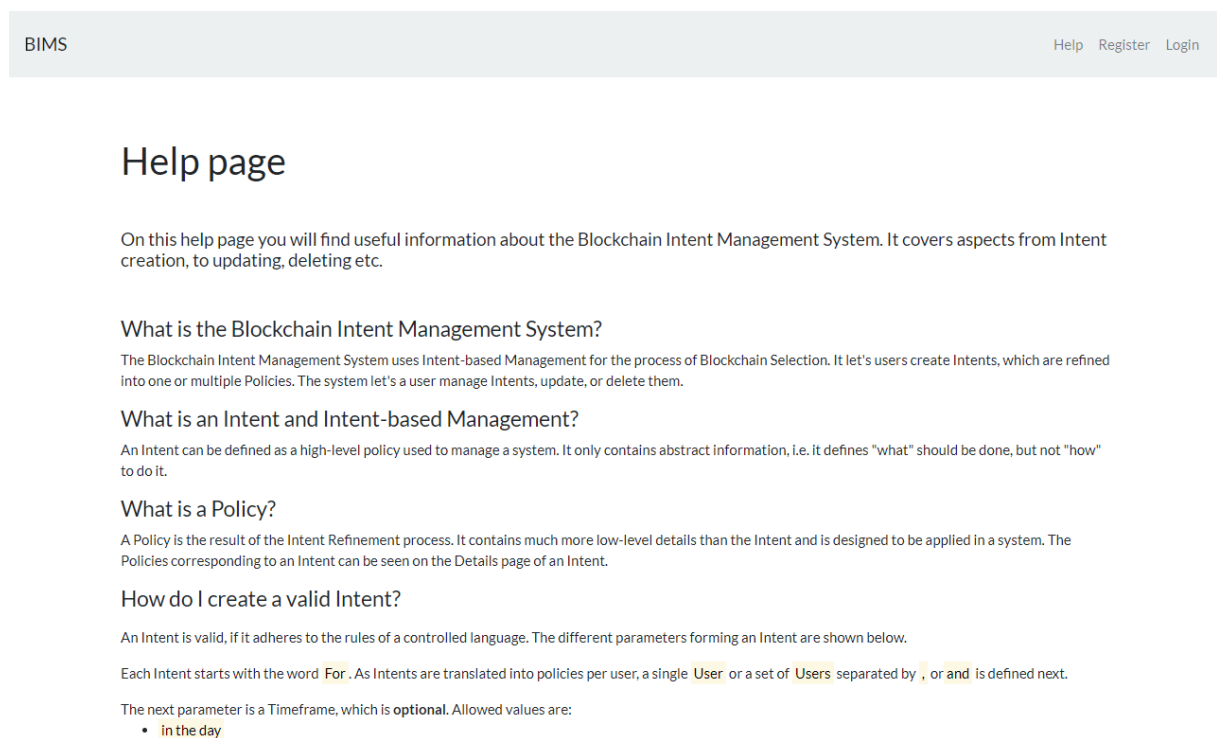 BIMS
Help Register Login
Help page
On this help page you will find useful information about the Blockchain Intent Management System. It covers aspects from Intent
creation, to updating, deleting etc.
What is the Blockchain Intent Management System?
The Blockchain Intent Management System uses Intent-based Management for the process of Blockchain Selection. It let's users create Intents, which are refined
into one or multiple Policies. The system let's a user manage Intents, update, or delete them.
What is an Intent and Intent-based Management?
An Intent can be defined as a high-level policy used to manage a system. It only contains abstract information, i.e. it defines "what" should be done, but not "how"
to do it.
What is a Policy?
A Policy is the result of the Intent Refinement process. It contains much more low-level details than the Intent and is designed to be applied in a system. The
Policies corresponding to an Intent can be seen on the Details page of an Intent.
How do I create a valid Intent?
An Intent is valid, if it adheres to the rules of a controlled language. The different parameters forming an Intent are shown below.
Each Intent starts with the word For . As Intents are translated into policies per user, a single User or a set of Users separated by , or and is defined next.
The next parameter is a Timeframe, which is optional. Allowed values are:
• in the day